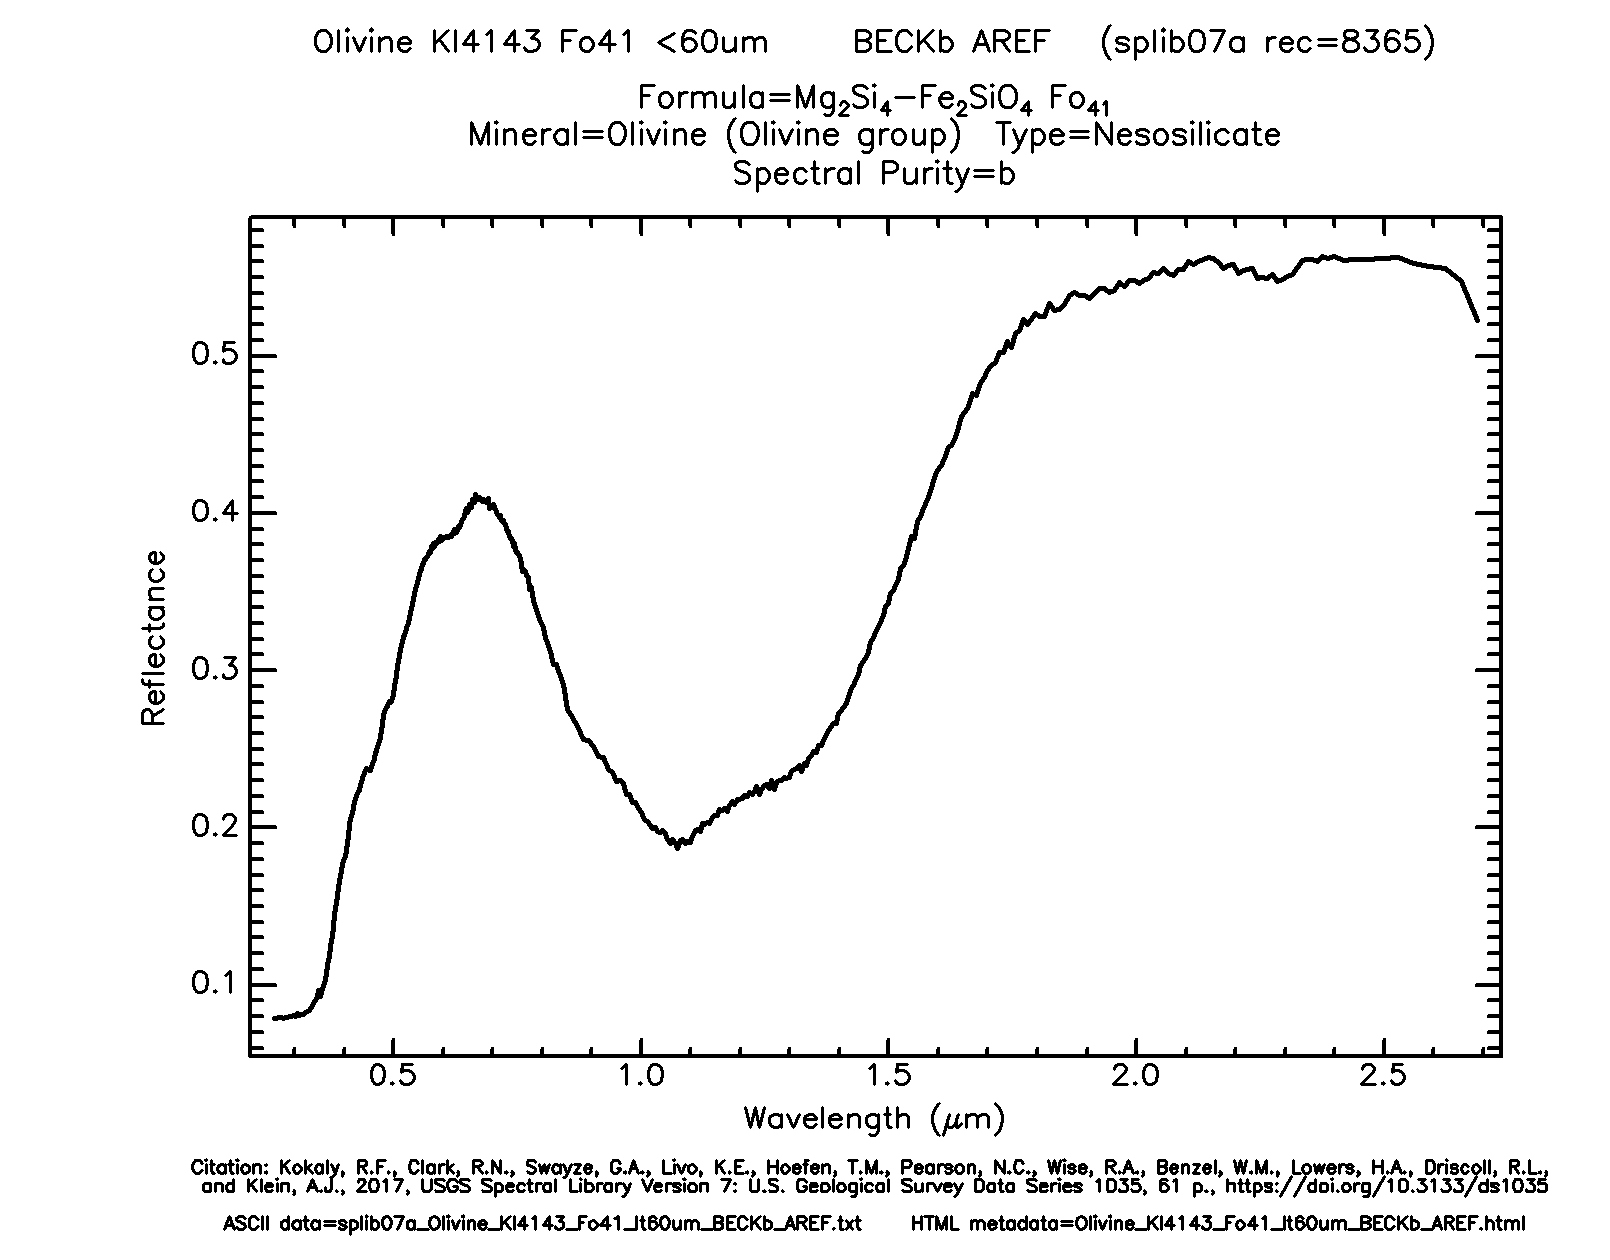 Olivine KI4143 Fo41 <60um BECKb AREF (splib07a rec=8365)
Formula=Mg₂Si₄-Fe₂SiO₄ Fo₄₁
Mineral=Olivine (Olivine group) Type=Nesosilicate
Spectral Purity=b
0.5
0.4
0.3
0.2
0.1
Reflectance
0.5 1.0 1.5 2.0 2.5
Wavelength (μm)
Citation: Kokaly, R.F., Clark, R.N., Swayze, G.A., Livo, K.E., Hoefen, T.M., Pearson, N.C., Wise, R.A., Benzel, W.M., Lowers, H.A., Driscoll, R.L.,
and Klein, A.J., 2017, USGS Spectral Library Version 7: U.S. Geological Survey Data Series 1035, 61 p., https://doi.org/10.3133/ds1035
ASCII data=splib07a_Olivine_KI4143_Fo41_lt60um_BECKb_AREF.txt HTML metadata=Olivine_KI4143_Fo41_lt60um_BECKb_AREF.html